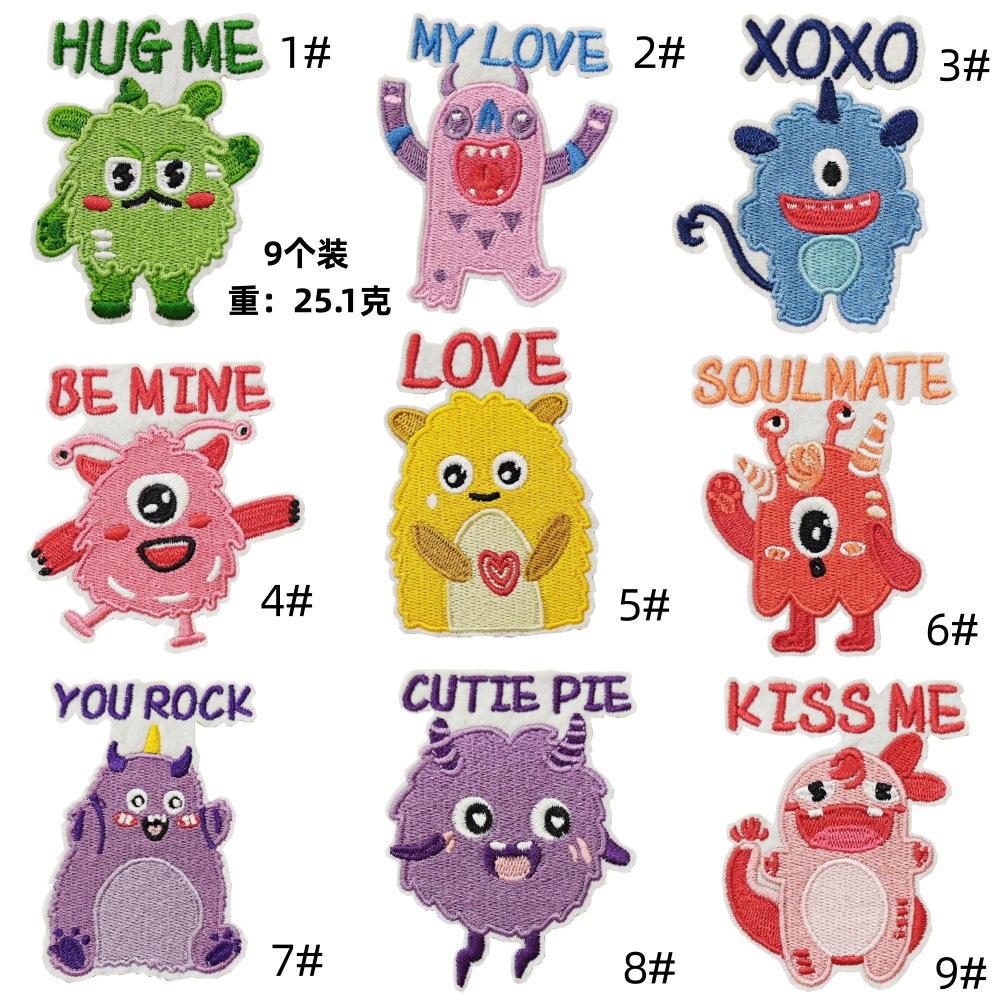 HUG ME
1#
MY LOVE
2#
XOXO
3#
9个装
重：25.1克
BE MINE
4#
LOVE
5#
SOULMATE
6#
YOU ROCK
7#
CUTIE PIE
8#
KISS ME
9#